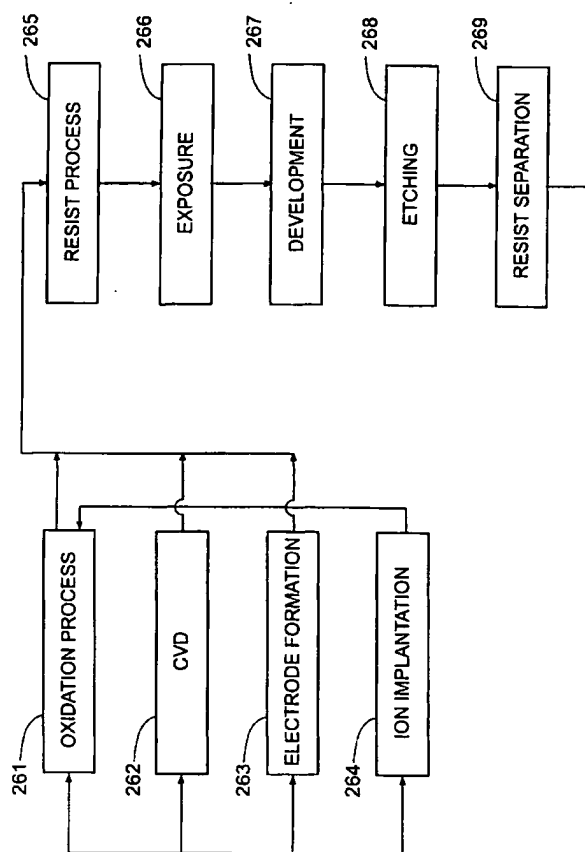 261
OXIDATION PROCESS
262
CVD
263
ELECTRODE FORMATION
264
ION IMPLANTATION
265
RESIST PROCESS
266
EXPOSURE
267
DEVELOPMENT
268
ETCHING
269
RESIST SEPARATION